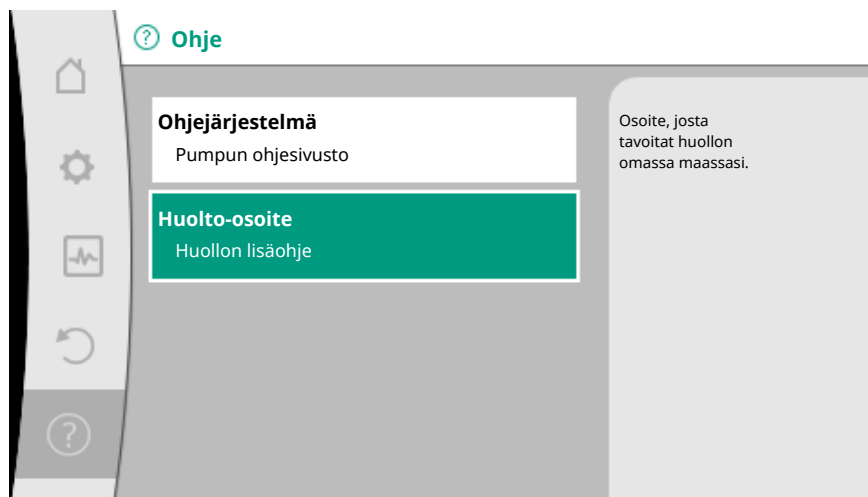 Ohje
Ohjejärjestelmä
Pumpun ohjesivusto
Huolto-osoite
Huollon lisäohje
Osoite, josta
tavoitat huollon
omassa maassasi.